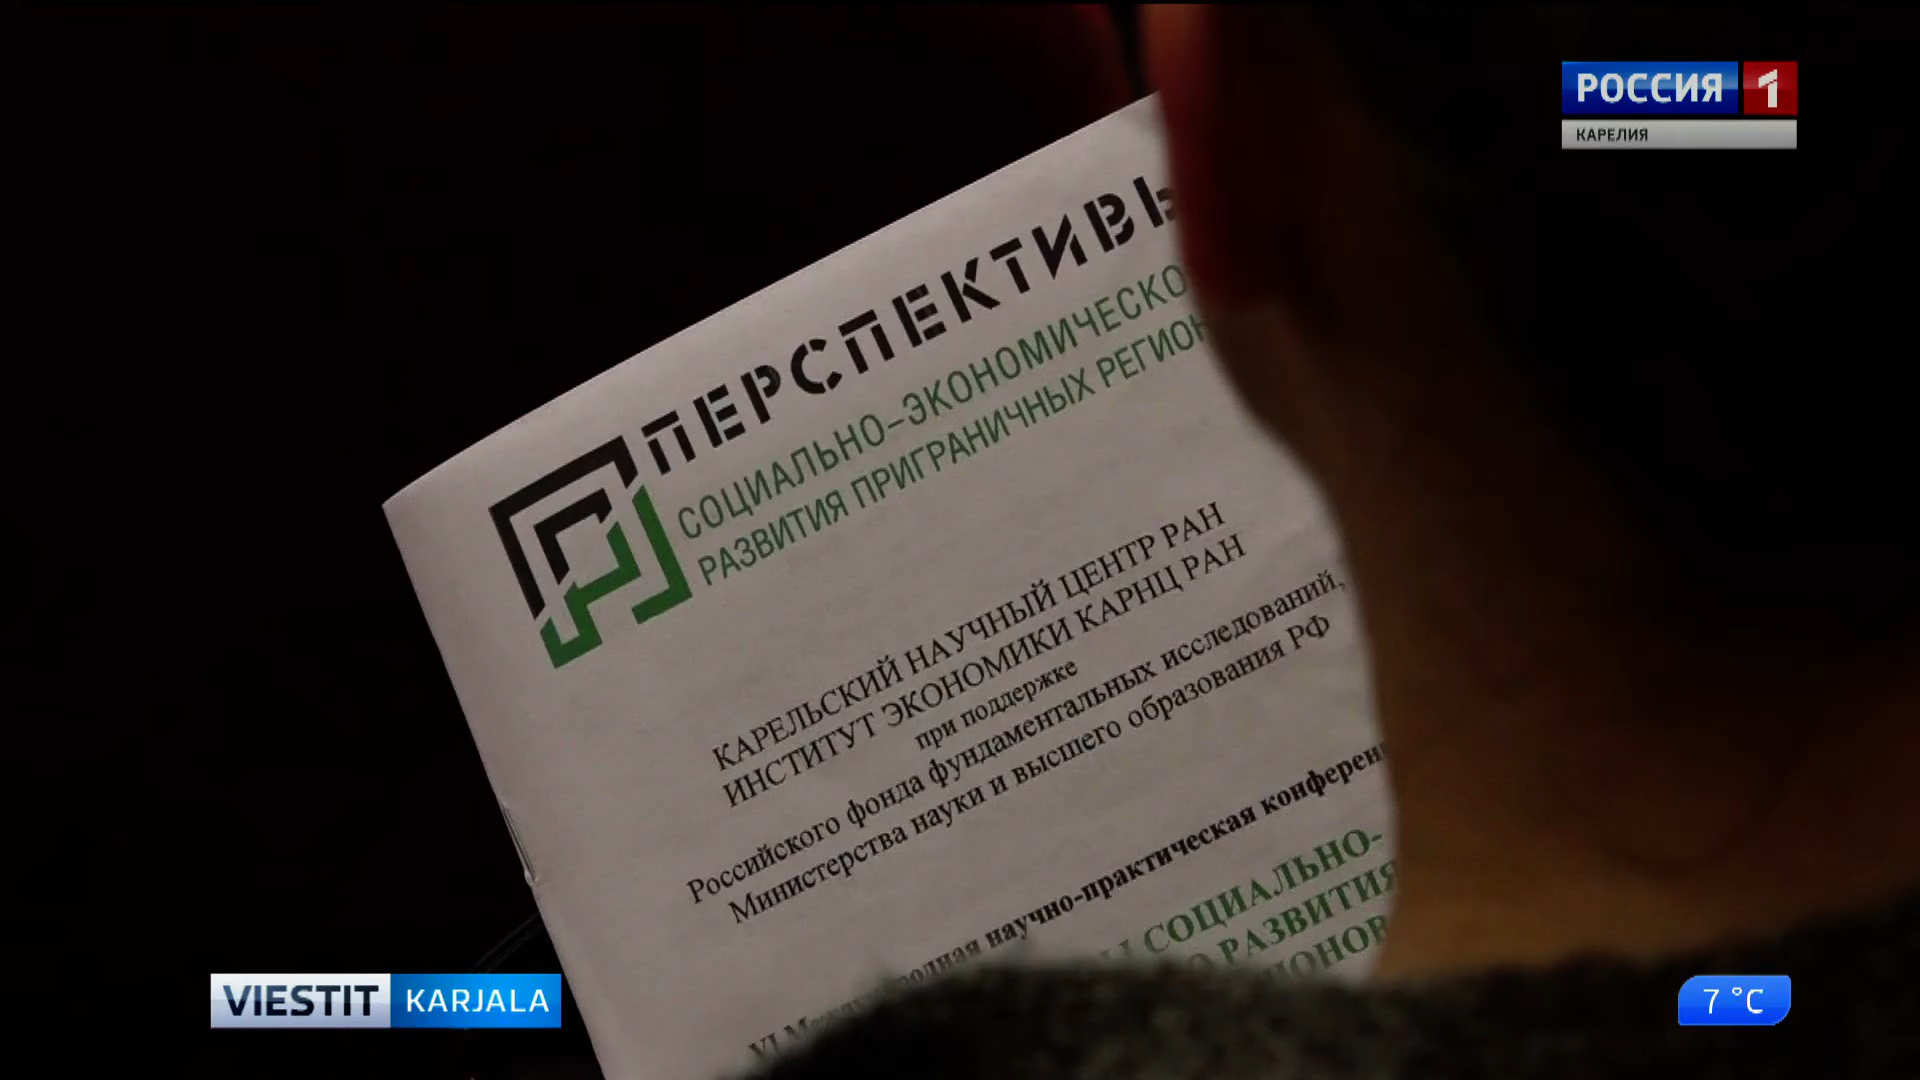 РОССИЯ 1
КАРЕЛИЯ
ПЕРСПЕКТИВЫ
СОЦИАЛЬНО-ЭКОНОМИЧЕСКО
РАЗВИТИЯ ПРИГРАНИЧНЫХ РЕГИОН
КАРЕЛЬСКИЙ НАУЧНЫЙ ЦЕНТР РАН
ИНСТИТУТ ЭКОНОМИКИ КАРНЦ РАН
при поддержке
Российского фонда фундаментальных исследований,
Министерства науки и высшего образования РФ
VI научно-практическая конферен
СОЦИАЛЬНО-
РАЗВИТИЯ
VIESTIT KARJALA
7 °C